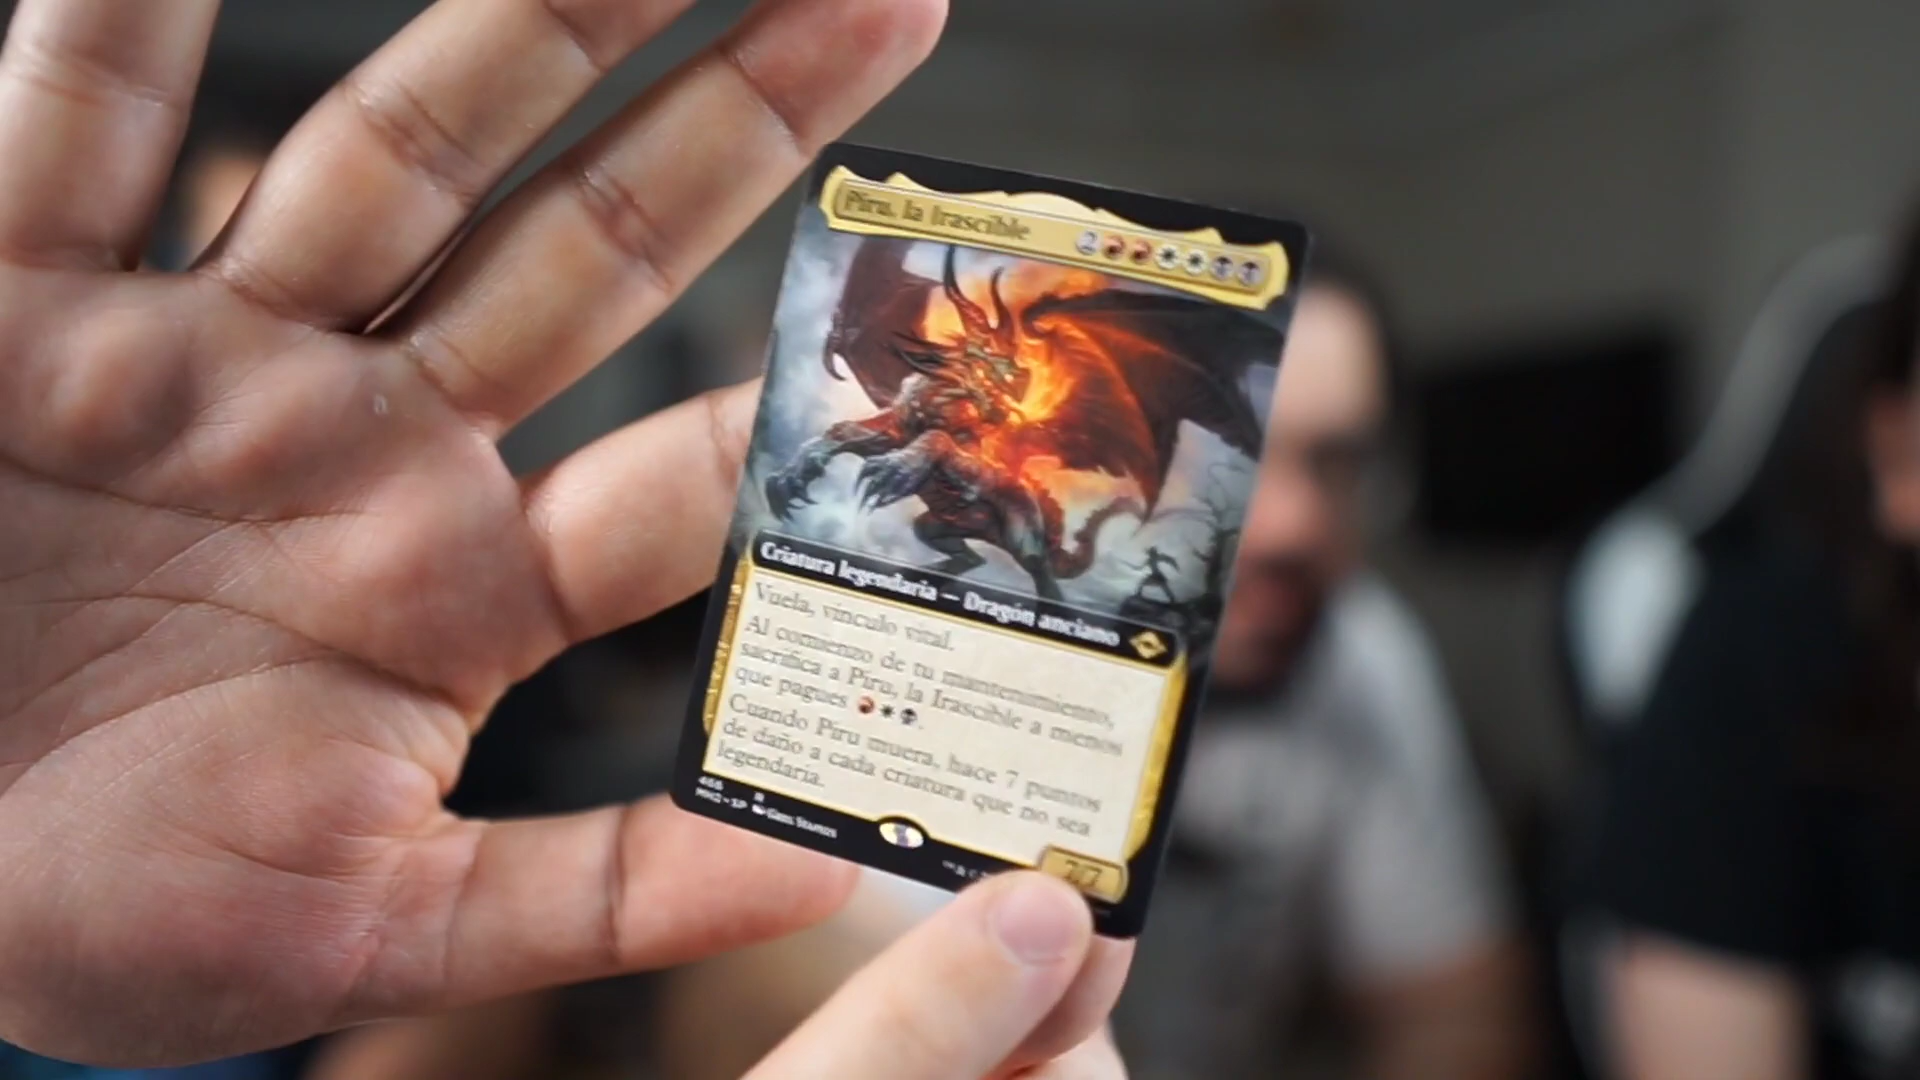 Piru, la Irascible
2
Criatura legendaria — Dragón anciano
Vuela, vínculo vital.
Al comienzo de tu mantenimiento,
sacrifica a Piru, la Irascible a menos
que pagues
Cuando Piru muera, hace 7 puntos
de daño a cada criatura que no sea
legendaria.
7/7
MH2 • SP